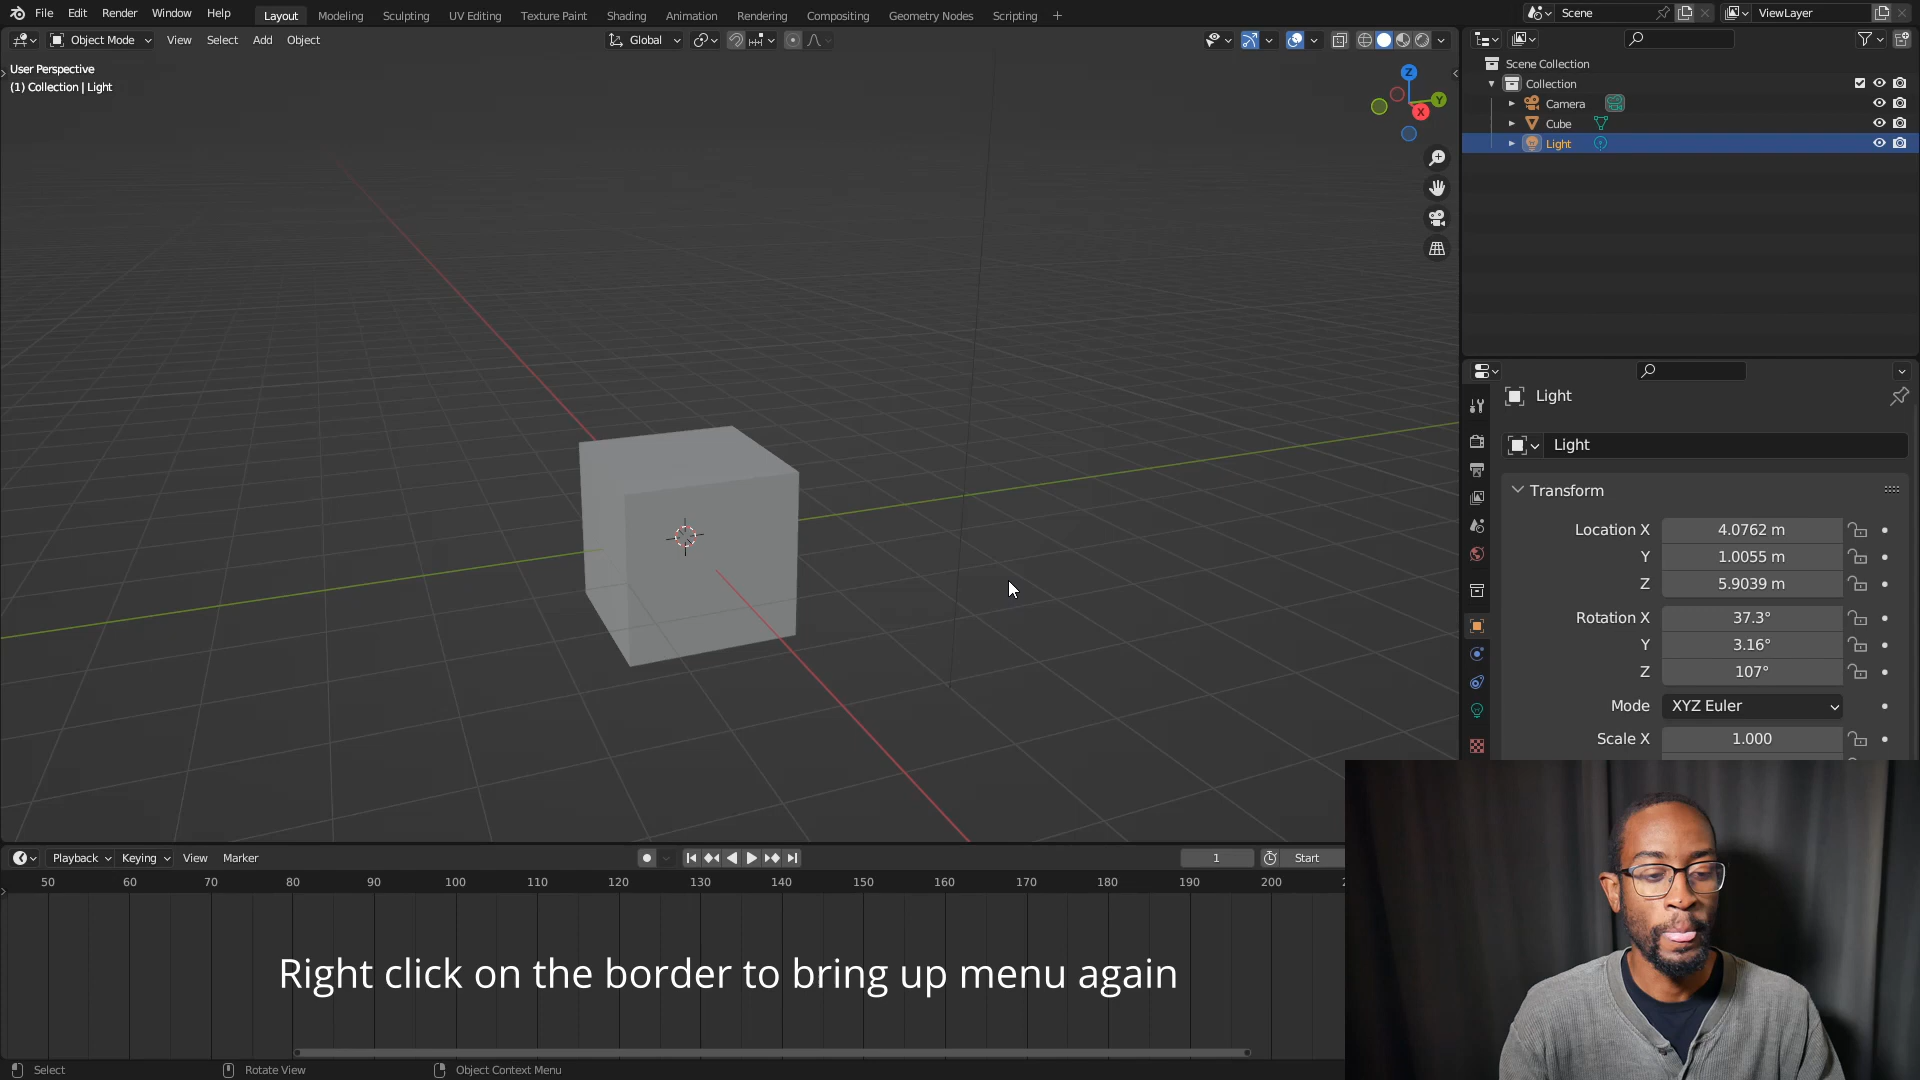 File Edit Render Window Help Layout Modeling Sculpting UV Editing Texture Paint Shading Animation Rendering Compositing Geometry Nodes Scripting + Scene ViewLayer
Object Mode View Select Add Object Global
User Perspective
(1) Collection | Light
Z
Y
X
Scene Collection
Collection
Camera
Cube
Light
Light
Light
Transform
Location X 4.0762 m
Y 1.0055 m
Z 5.9039 m
Rotation X 37.3°
Y 3.16°
Z 107°
Mode XYZ Euler
Scale X 1.000
Playback Keying View Marker 1 Start
50 60 70 80 90 100 110 120 130 140 150 160 170 180 190 200
Right click on the border to bring up menu again
Select Rotate View Object Context Menu